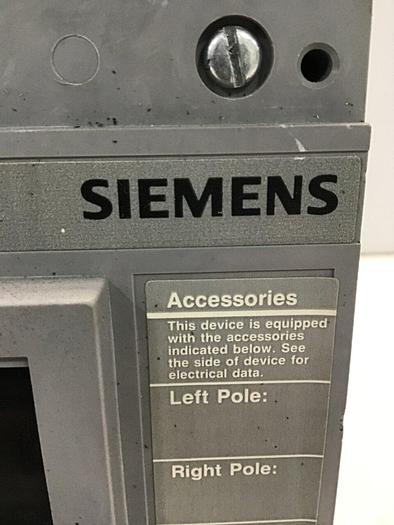 SIEMENS
Accessories
This device is equipped
with the accessories
indicated below. See
the side of device for
electrical data.
Left Pole:
Right Pole: